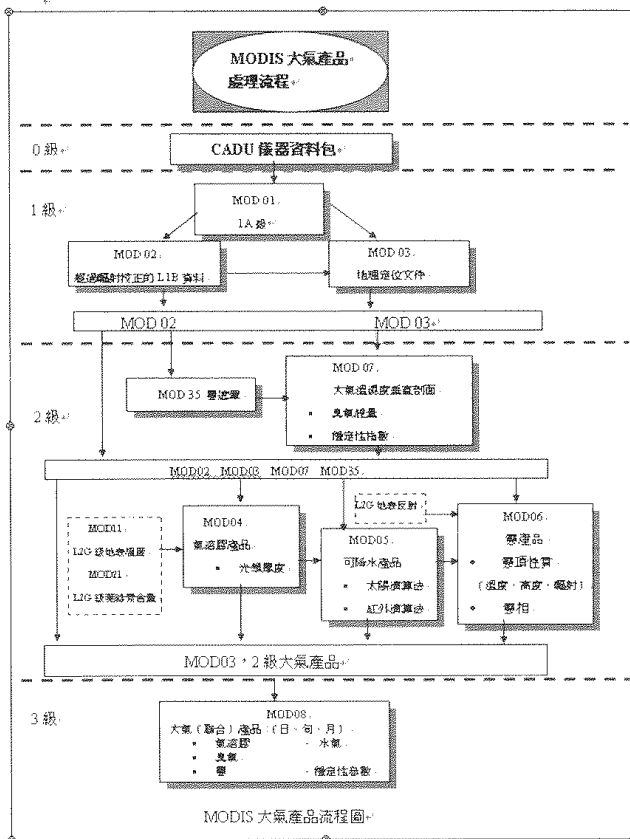 MODIS 大氣產品
處理流程
0 級
CADU 儀器資料包
1 級
MOD 01
1A 級
MOD 02
經過輻射校正的 L1B 資料
MOD 03
地理定位文件
MOD 02 MOD 03
2 級
MOD 35 雲遮罩
MOD 07
大氣溫濕度垂直剖面
臭氧總量
穩定性指數
MOD02 MOD03 MOD07 MOD35
MOD11
L2G 級地表溫度
MOD21
L2G 級葉綠素含量
MOD04
氣溶膠產品
光學厚度
L2G 地表反射
MOD05
可降水產品
太陽演算法
紅外演算法
MOD06
雲產品
雲頂性質
(溫度、高度、輻射)
雲相
MOD03,2 級大氣產品
3 級
MOD08
大氣(聯合)產品:(日、旬、月)
氣溶膠 - 水氣
臭氧
雲 - 穩定性參數
MODIS 大氣產品流程圖